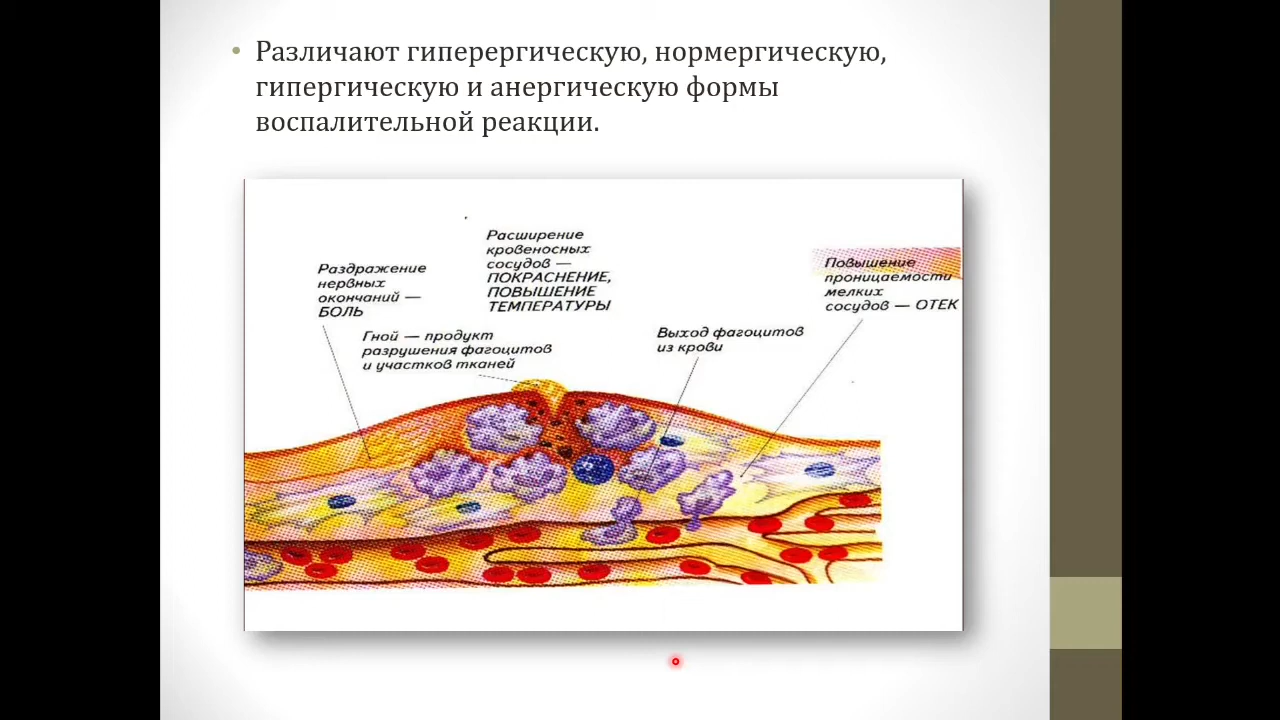 • Различают гиперергическую, нормергическую,
гипергическую и анергическую формы
воспалительной реакции.
Расширение
кровеносных
сосудов —
ПОКРАСНЕНИЕ,
ПОВЫШЕНИЕ
ТЕМПЕРАТУРЫ
Раздражение
нервных
окончаний —
БОЛЬ
Повышение
проницаемости
мелких
сосудов — ОТЕК
Гной — продукт
разрушения фагоцитов
и участков тканей
Выход фагоцитов
из крови